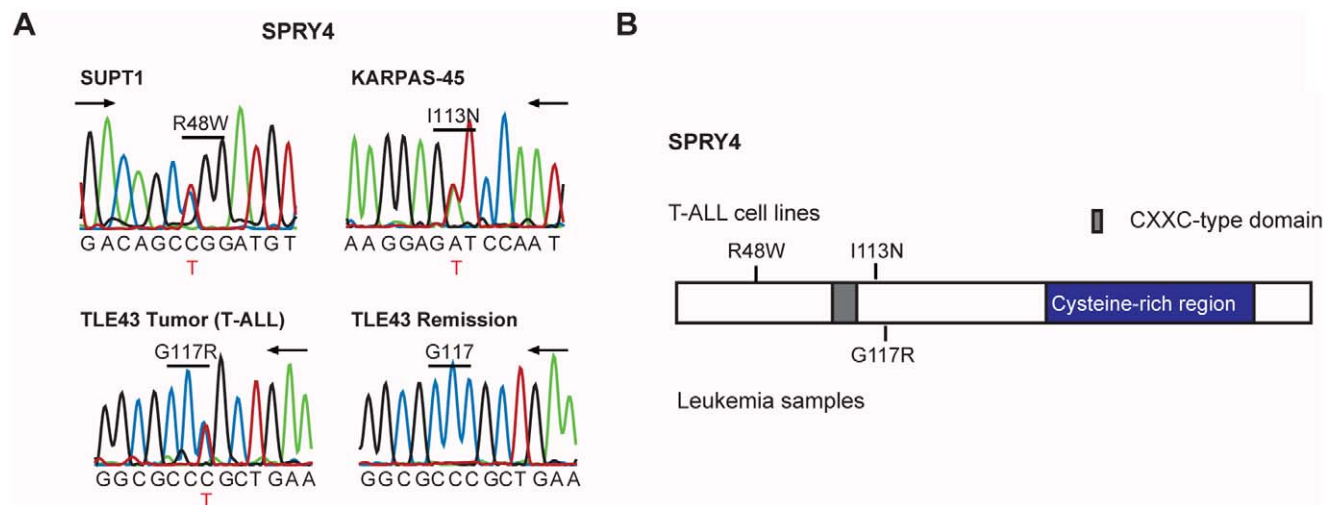 A
SPRY4
SUPT1
R48W
GACAGCCGGATGT
T
KARPAS-45
I113N
AAGGAGATCCAAT
T
TLE43 Tumor (T-ALL)
G117R
GGCGCCCGCTGAA
T
TLE43 Remission
G117
GGCGCCCGCTGAA
B
SPRY4
T-ALL cell lines
CXXC-type domain
R48W
I113N
Cysteine-rich region
G117R
Leukemia samples